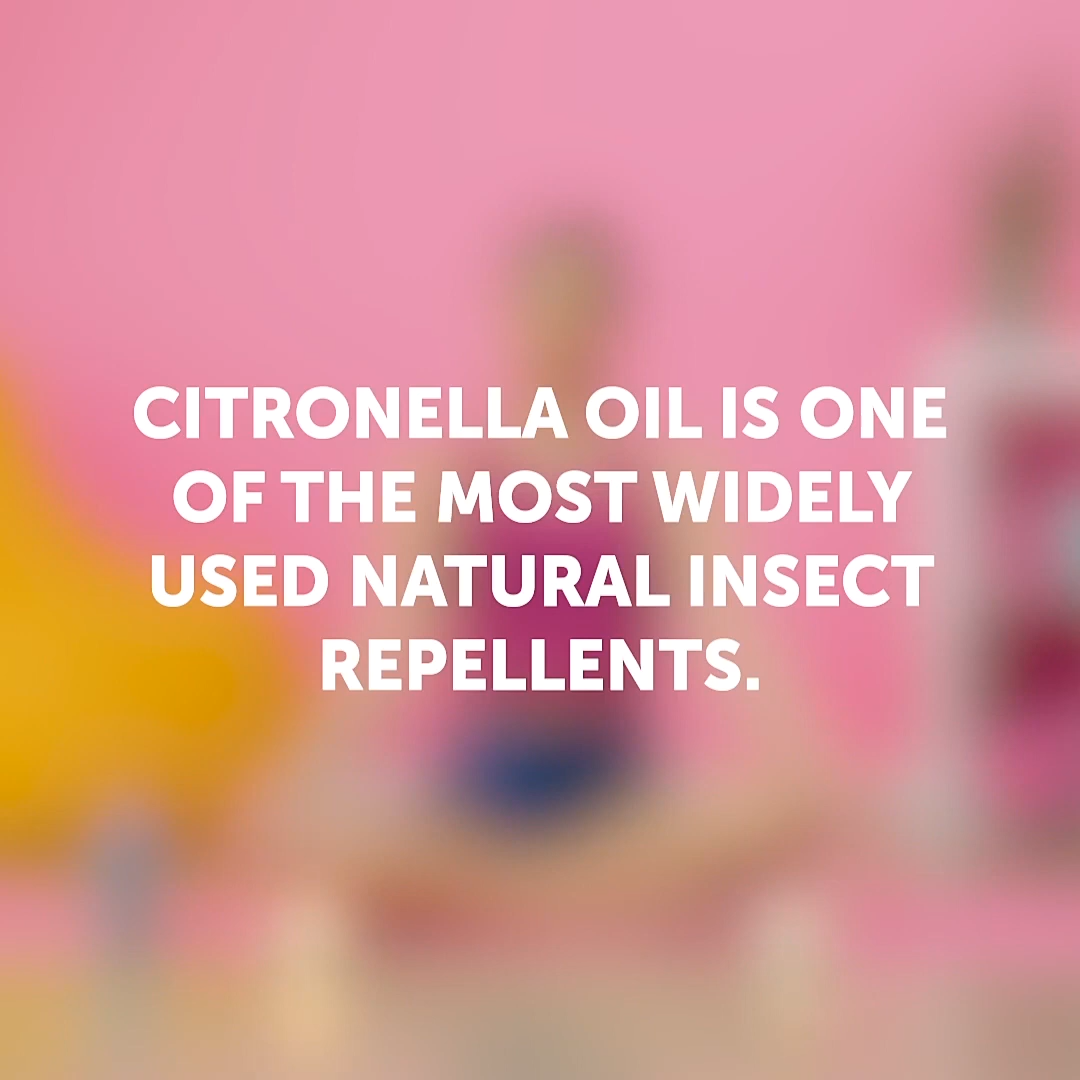 CITRONELLA OIL IS ONE
OF THE MOST WIDELY
USED NATURAL INSECT
REPELLENTS.